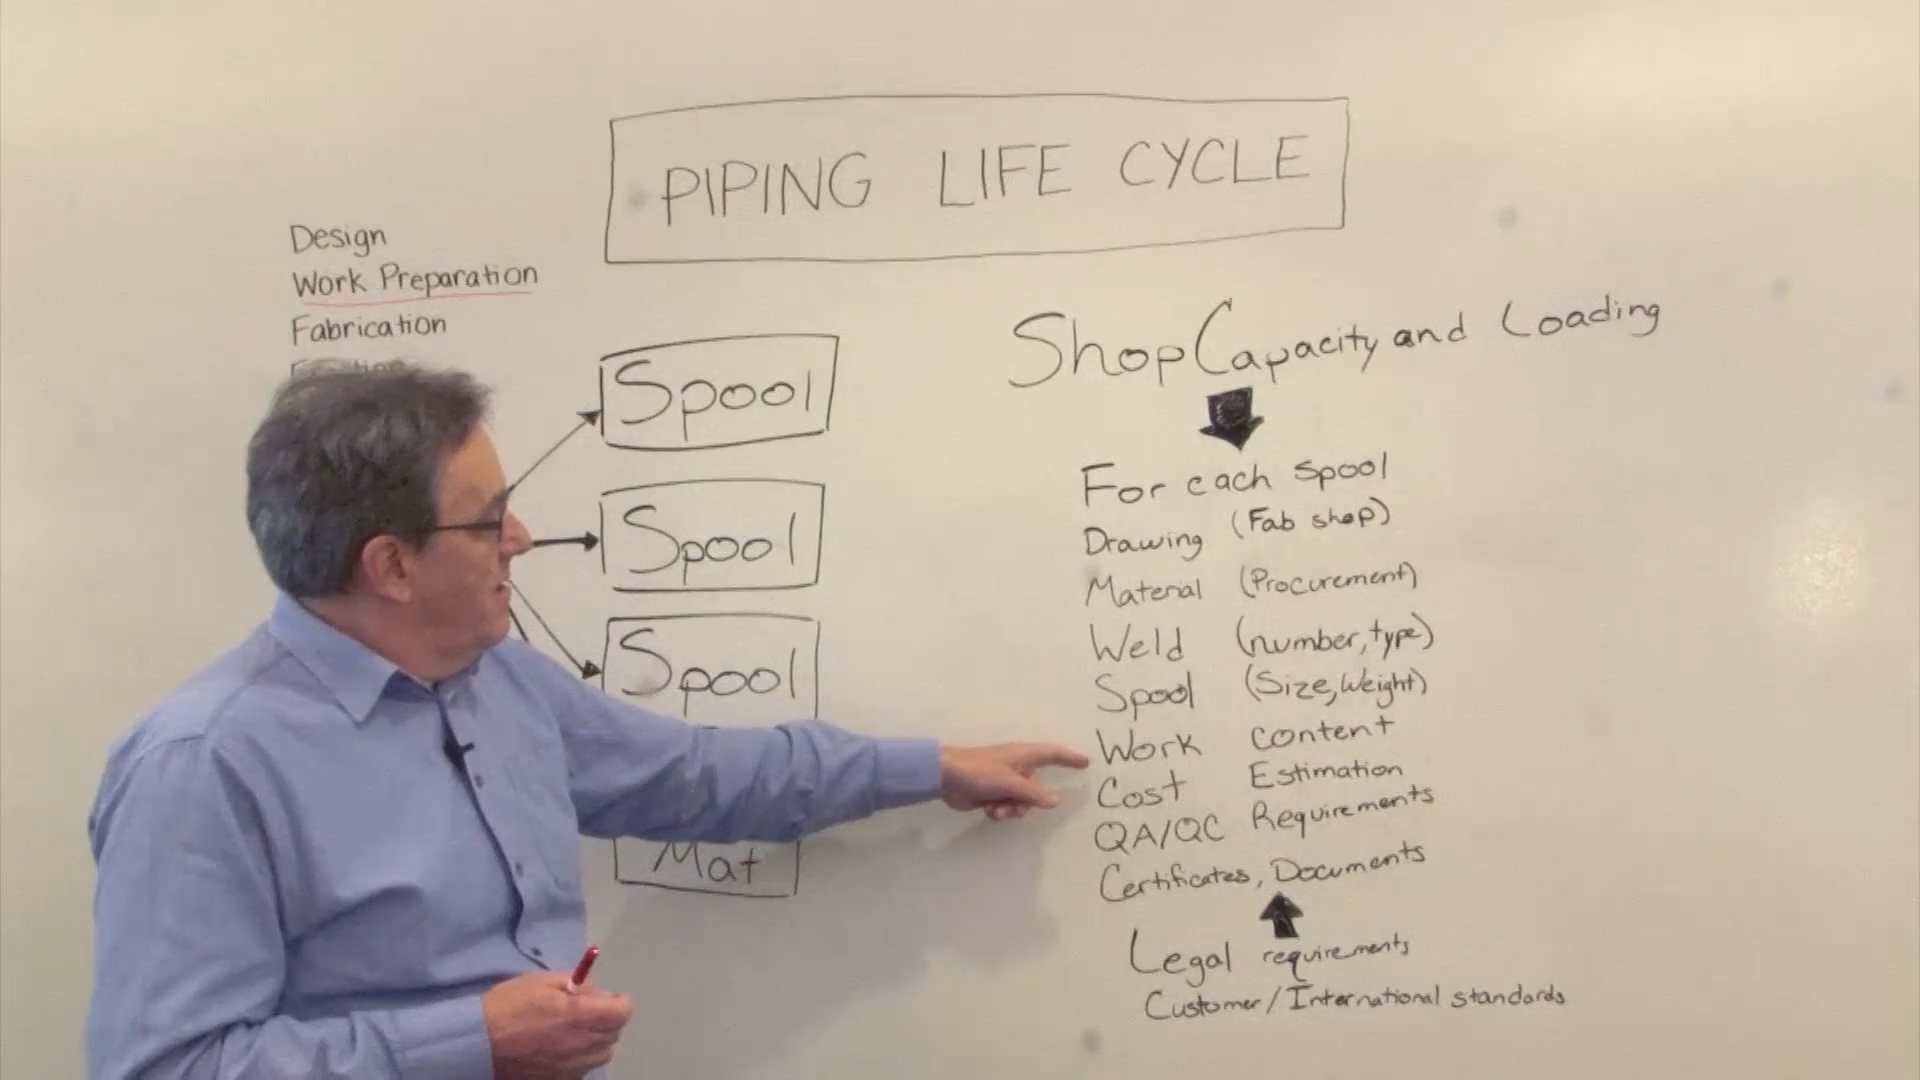 PIPING LIFE CYCLE
Design
Work Preparation
Fabrication
Spool
Spool
Spool
Mat
Shop Capacity and Loading
For each spool
Drawing (Fab shop)
Material (Procurement)
Weld (number, type)
Spool (Size, Weight)
Work content
Cost Estimation
QA/QC Requirements
Certificates, Documents
Legal requirements
Customer/International standards